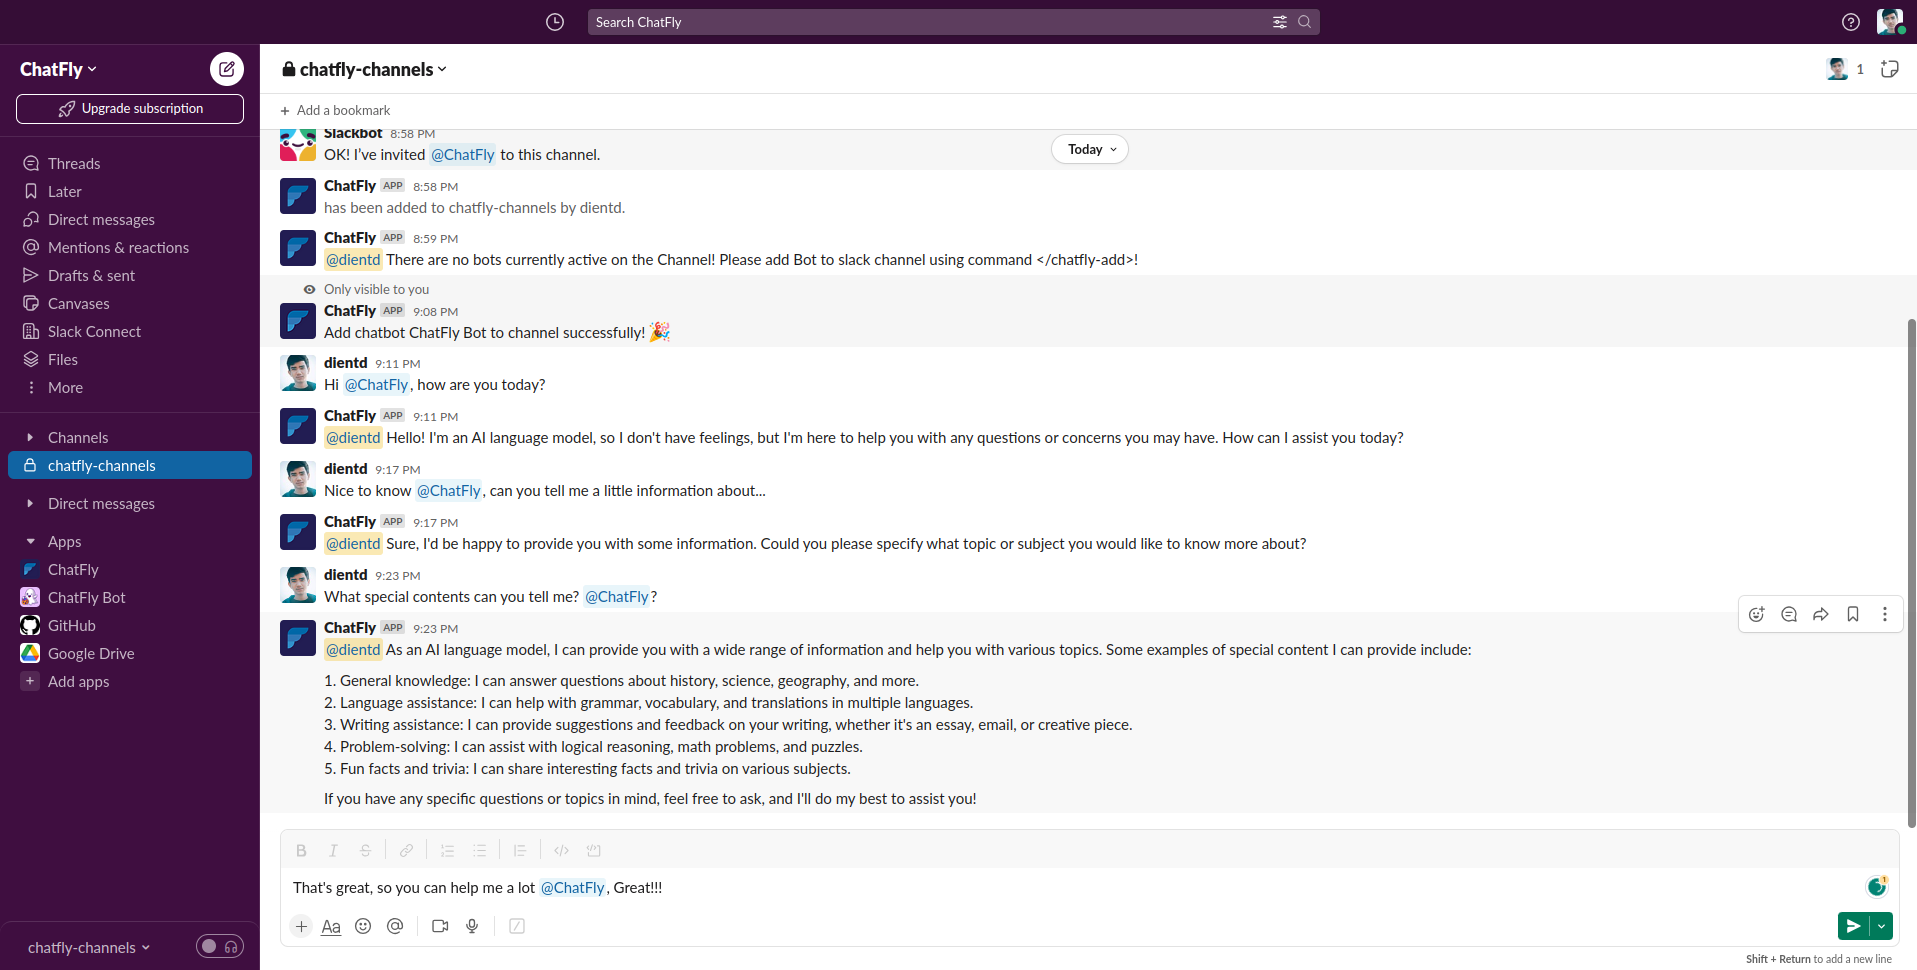 Search ChatFly
ChatFly
Upgrade subscription
Threads
Later
Direct messages
Mentions & reactions
Drafts & sent
Canvases
Slack Connect
Files
More
Channels
chatfly-channels
Direct messages
Apps
ChatFly
ChatFly Bot
GitHub
Google Drive
+ Add apps
chatfly-channels
chatfly-channels
1
+ Add a bookmark
Today
Slackbot 8:58 PM
OK! I've invited @ChatFly to this channel.
ChatFly APP 8:58 PM
has been added to chatfly-channels by dientd.
ChatFly APP 8:59 PM
@dientd There are no bots currently active on the Channel! Please add Bot to slack channel using command </chatfly-add>!
Only visible to you
ChatFly APP 9:08 PM
Add chatbot ChatFly Bot to channel successfully! 🎉
dientd 9:11 PM
Hi @ChatFly, how are you today?
ChatFly APP 9:11 PM
@dientd Hello! I'm an AI language model, so I don't have feelings, but I'm here to help you with any questions or concerns you may have. How can I assist you today?
dientd 9:17 PM
Nice to know @ChatFly, can you tell me a little information about...
ChatFly APP 9:17 PM
@dientd Sure, I'd be happy to provide you with some information. Could you please specify what topic or subject you would like to know more about?
dientd 9:23 PM
What special contents can you tell me? @ChatFly?
ChatFly APP 9:23 PM
@dientd As an AI language model, I can provide you with a wide range of information and help you with various topics. Some examples of special content I can provide include:
1. General knowledge: I can answer questions about history, science, geography, and more.
2. Language assistance: I can help with grammar, vocabulary, and translations in multiple languages.
3. Writing assistance: I can provide suggestions and feedback on your writing, whether it's an essay, email, or creative piece.
4. Problem-solving: I can assist with logical reasoning, math problems, and puzzles.
5. Fun facts and trivia: I can share interesting facts and trivia on various subjects.
If you have any specific questions or topics in mind, feel free to ask, and I'll do my best to assist you!
B I S
That's great, so you can help me a lot @ChatFly, Great!!!
1
+ Aa
Shift + Return to add a new line